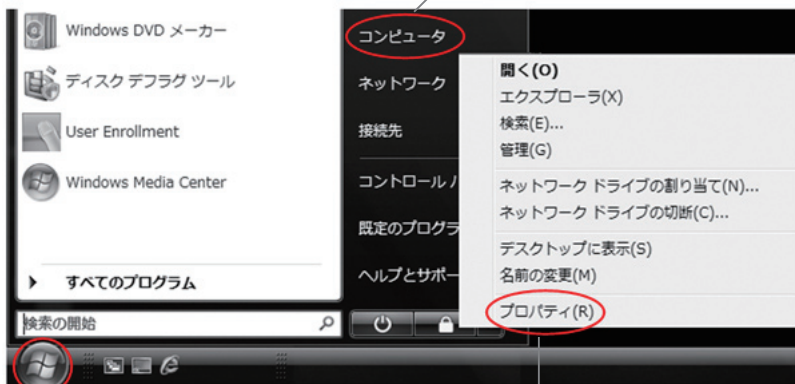 Windows DVD メーカー
ディスク デフラグ ツール
User Enrollment
Windows Media Center
すべてのプログラム
検索の開始
コンピュータ
ネットワーク
接続先
コントロール
既定のプログラ
ヘルプとサポー
開く(O)
エクスプローラ(X)
検索(E)...
管理(G)
ネットワーク ドライブの割り当て(N)...
ネットワーク ドライブの切断(C)...
デスクトップに表示(S)
名前の変更(M)
プロパティ(R)